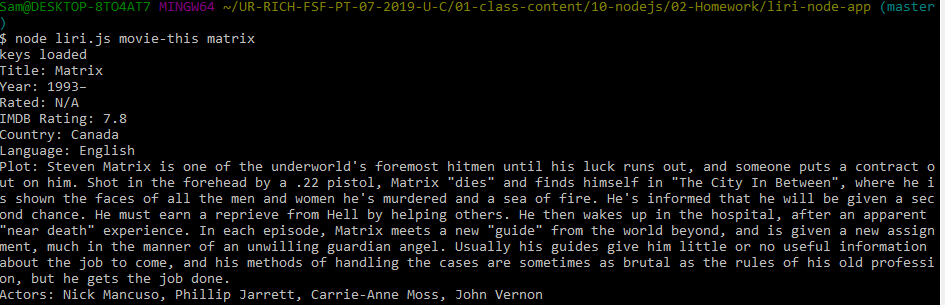 Sam@DESKTOP-8TO4AT7 MINGW64 ~/UR-RICH-FSF-PT-07-2019-U-C/01-class-content/10-nodejs/02-Homework/liri-node-app (master
)
$ node liri.js movie-this matrix
keys loaded
Title: Matrix
Year: 1993–
Rated: N/A
IMDB Rating: 7.8
Country: Canada
Language: English
Plot: Steven Matrix is one of the underworld's foremost hitmen until his luck runs out, and someone puts a contract o
ut on him. Shot in the forehead by a .22 pistol, Matrix "dies" and finds himself in "The City In Between", where he i
s shown the faces of all the men and women he's murdered and a sea of fire. He's informed that he will be given a sec
ond chance. He must earn a reprieve from Hell by helping others. He then wakes up in the hospital, after an apparent
"near death" experience. In each episode, Matrix meets a new "guide" from the world beyond, and is given a new assign
ment, much in the manner of an unwilling guardian angel. Usually his guides give him little or no useful information
about the job to come, and his methods of handling the cases are sometimes as brutal as the rules of his old professi
on, but he gets the job done.
Actors: Nick Mancuso, Phillip Jarrett, Carrie-Anne Moss, John Vernon